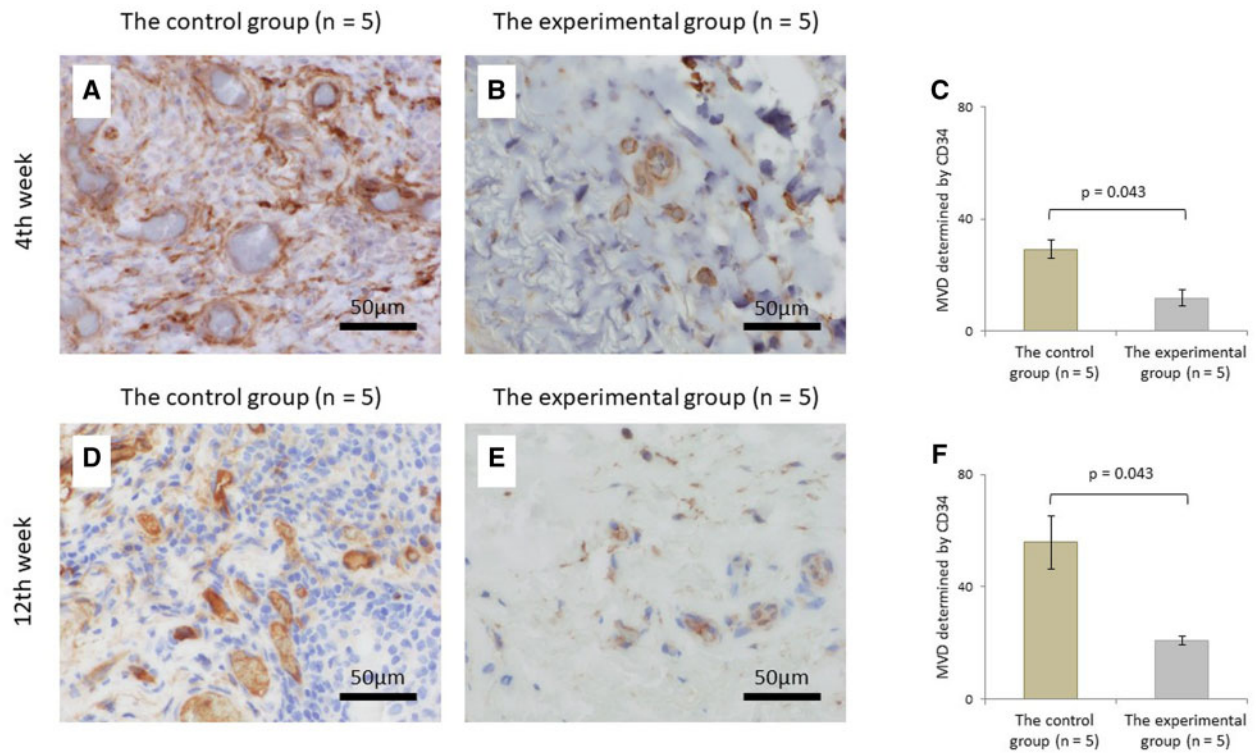 The control group (n = 5)
The experimental group (n = 5)
4th week
A
50μm
B
50μm
C
MVD determined by CD34
80
40
0
p = 0.043
The control
group (n = 5)
The experimental
group (n = 5)
The control group (n = 5)
The experimental group (n = 5)
12th week
D
50μm
E
50μm
F
MVD determined by CD34
80
40
0
p = 0.043
The control
group (n = 5)
The experimental
group (n = 5)